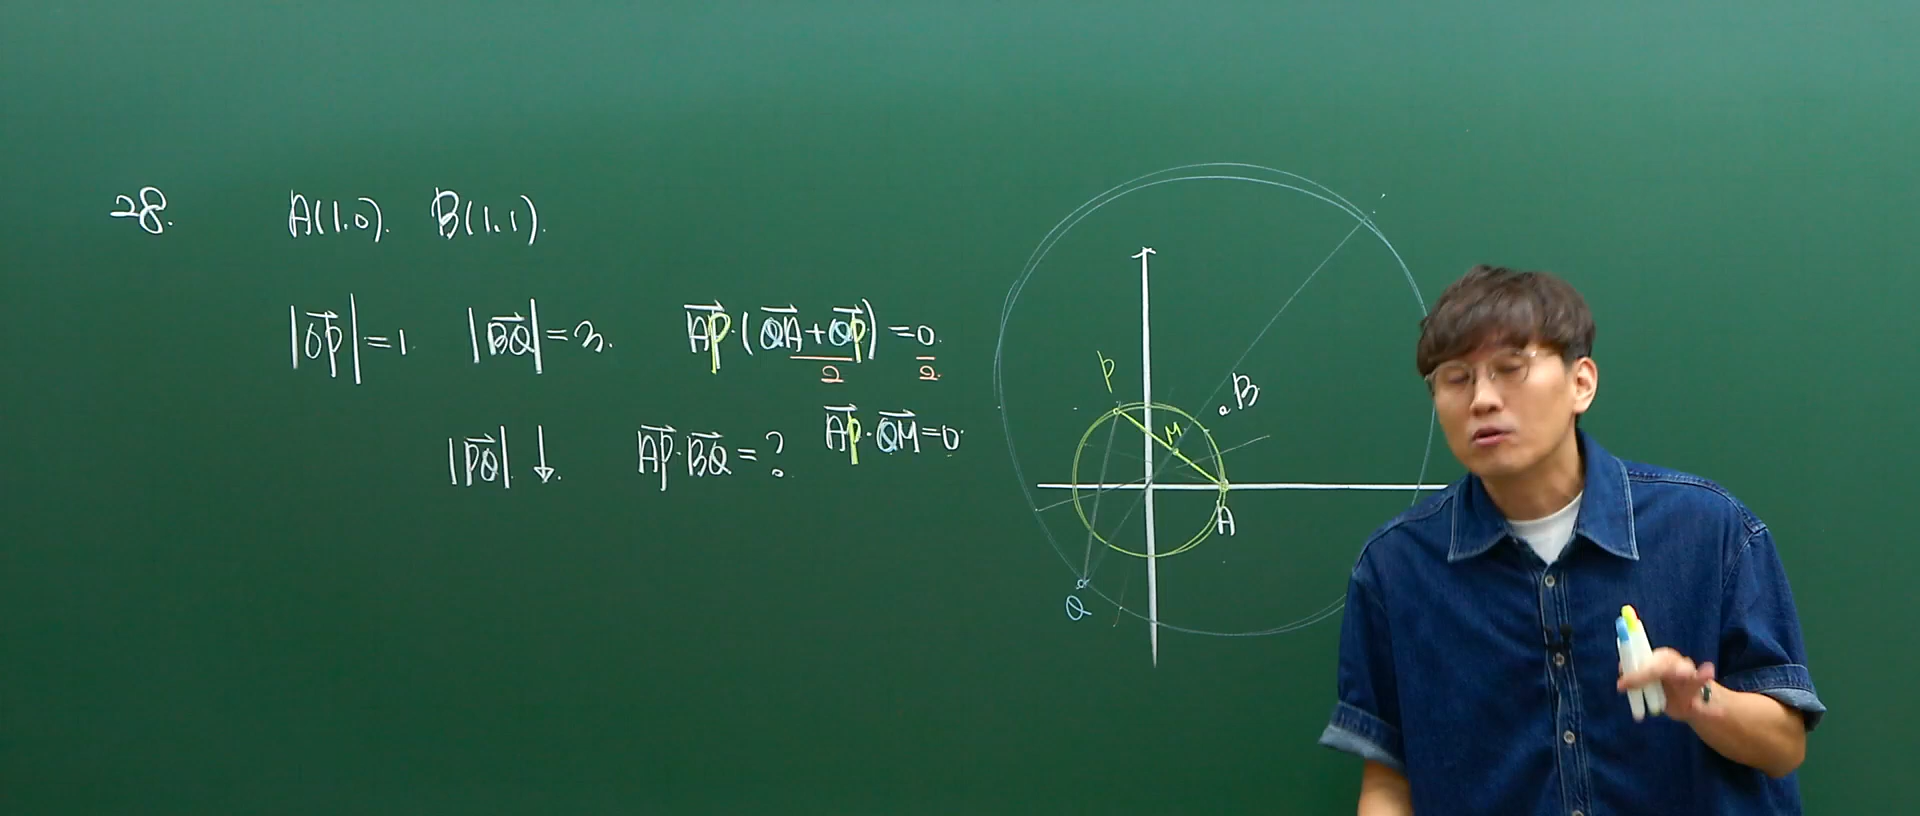 28. A(1.0). B(1,1).
|OP→|=1. |BQ→|=3. AP→·(QA→+QP→)=0.
2 2
|PQ→| ↓. AP→·BQ→=? AP→·QM→=0.
P
B
M
A
Q